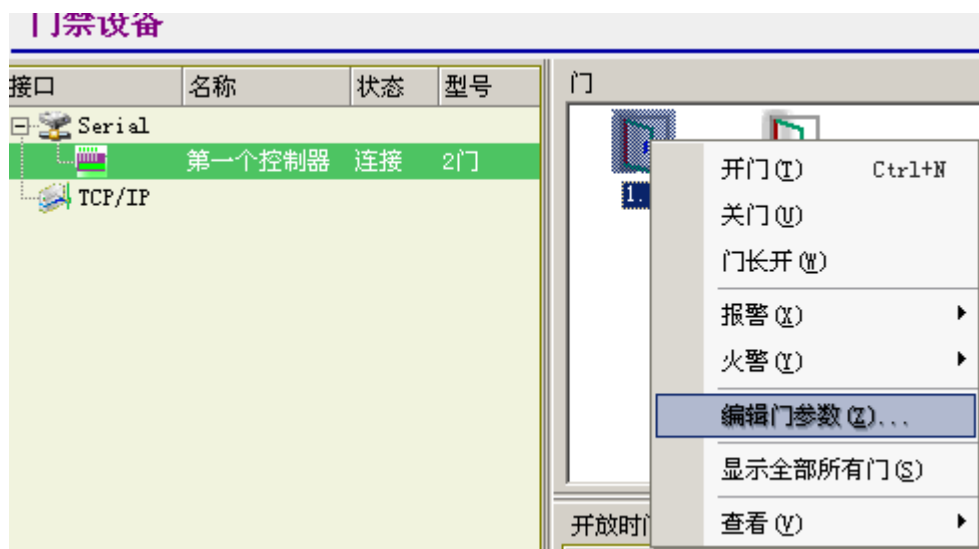 门禁设备
接口 名称 状态 型号
Serial
第一个控制器 连接 2门
TCP/IP
门
1.
开门(T) Ctrl+N
关门(U)
门长开(W)
报警(X)
火警(Y)
编辑门参数(Z)...
显示全部所有门(S)
查看(V)
开放时